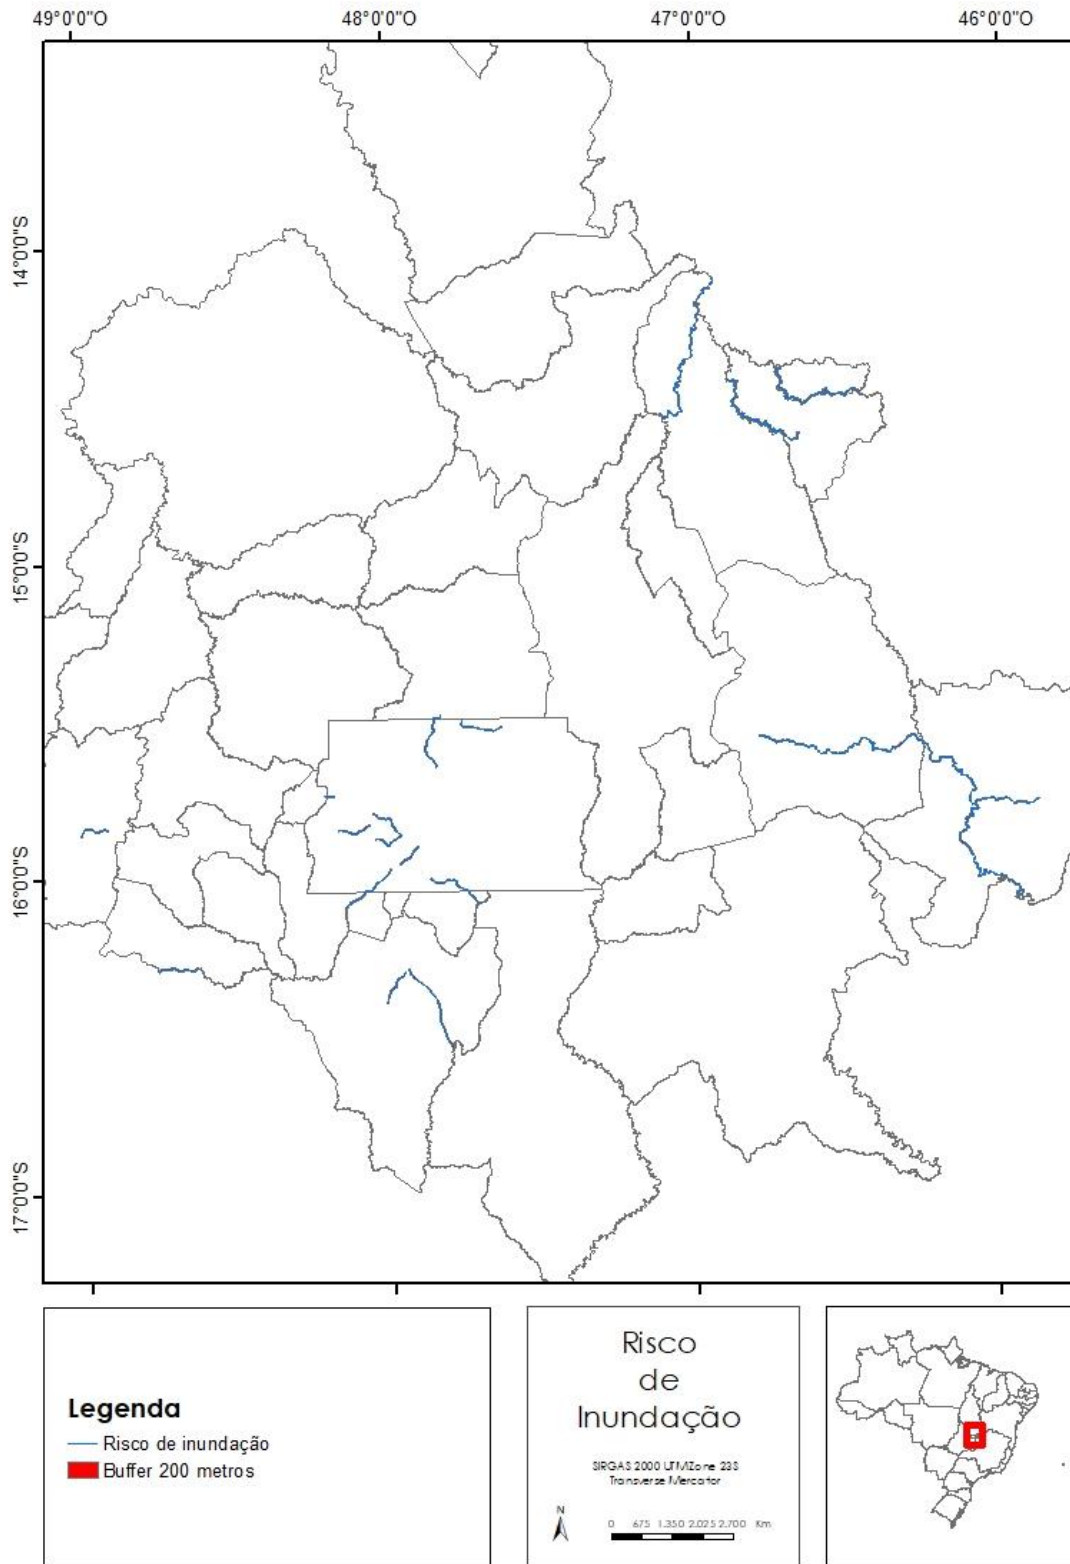 49°0'0"O 48°0'0"O 47°0'0"O 46°0'0"O
14°0'0"S
15°0'0"S
16°0'0"S
17°0'0"S
Legenda
Risco de inundação
Buffer 200 metros
Risco
de
Inundação
SIRGAS 2000 UTMZone 23S
Transverse Mercator
N
0 675 1.350 2.025 2.700 Km